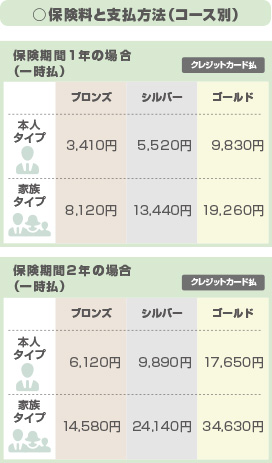 ○保険料と支払方法(コース別)
保険期間1年の場合
(一時払)
クレジットカード払
ブロンズ シルバー ゴールド
本人
タイプ
3,410円 5,520円 9,830円
家族
タイプ
8,120円 13,440円 19,260円
保険期間2年の場合
(一時払)
クレジットカード払
ブロンズ シルバー ゴールド
本人
タイプ
6,120円 9,890円 17,650円
家族
タイプ
14,580円 24,140円 34,630円